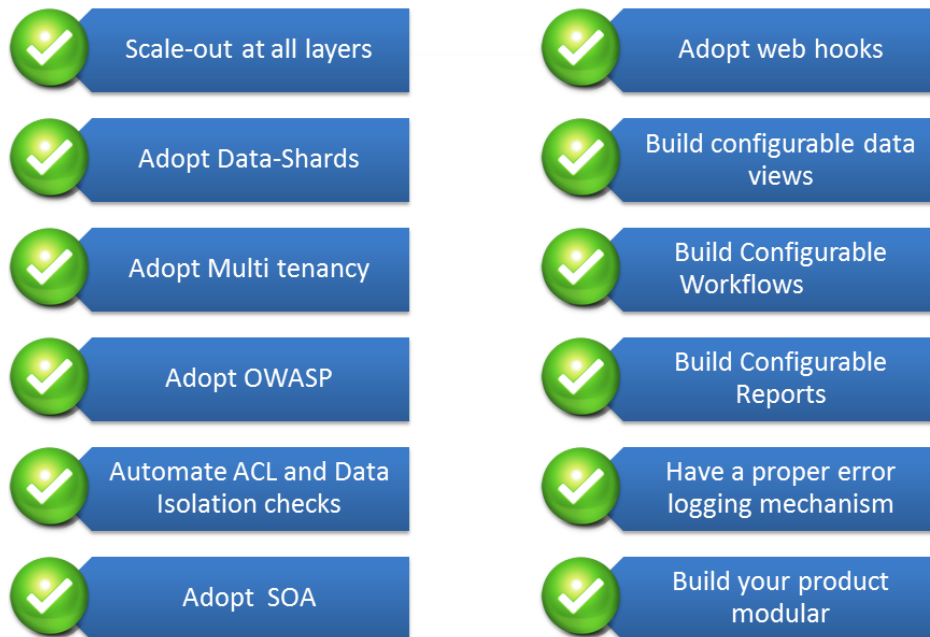 Scale-out at all layers
Adopt Data-Shards
Adopt Multi tenancy
Adopt OWASP
Automate ACL and Data
Isolation checks
Adopt SOA
Adopt web hooks
Build configurable data
views
Build Configurable
Workflows
Build Configurable
Reports
Have a proper error
logging mechanism
Build your product
modular